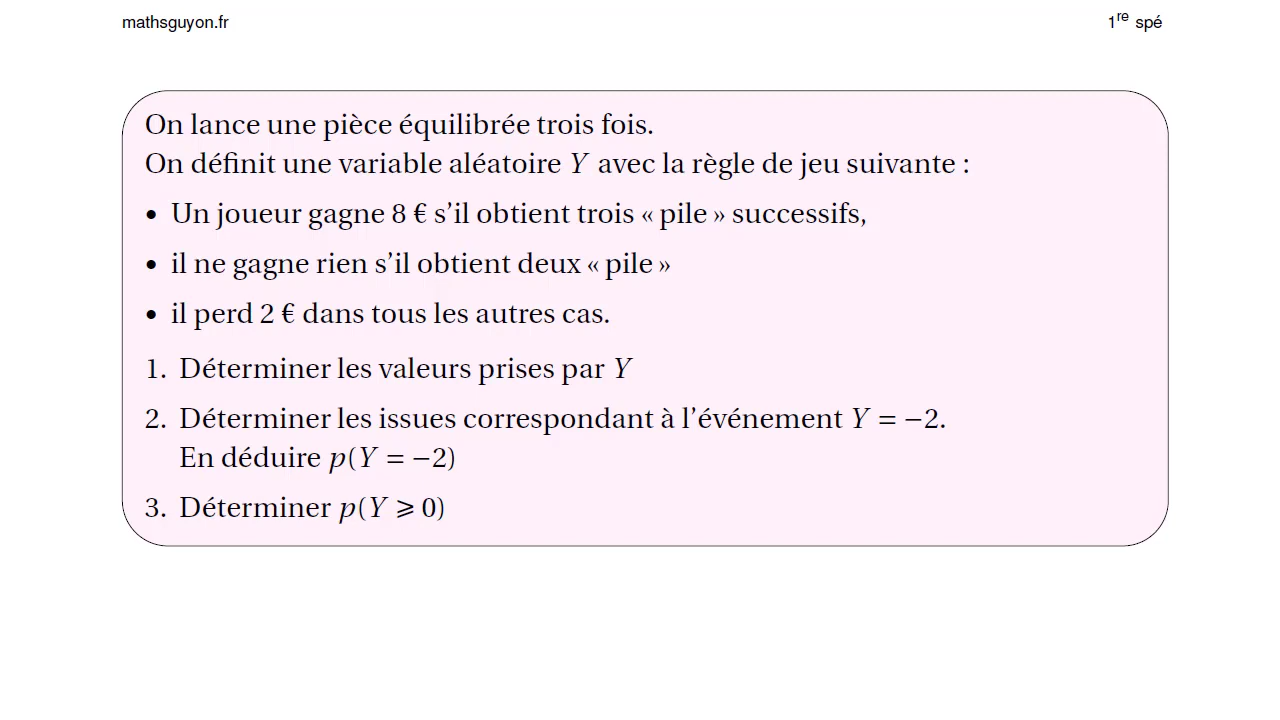 mathsguyon.fr
1re spé
On lance une pièce équilibrée trois fois.
On définit une variable aléatoire Y avec la règle de jeu suivante :
• Un joueur gagne 8 € s’il obtient trois « pile » successifs,
• il ne gagne rien s’il obtient deux « pile »
• il perd 2 € dans tous les autres cas.
1. Déterminer les valeurs prises par Y
2. Déterminer les issues correspondant à l’événement Y = −2.
En déduire p(Y = −2)
3. Déterminer p(Y ⩾ 0)